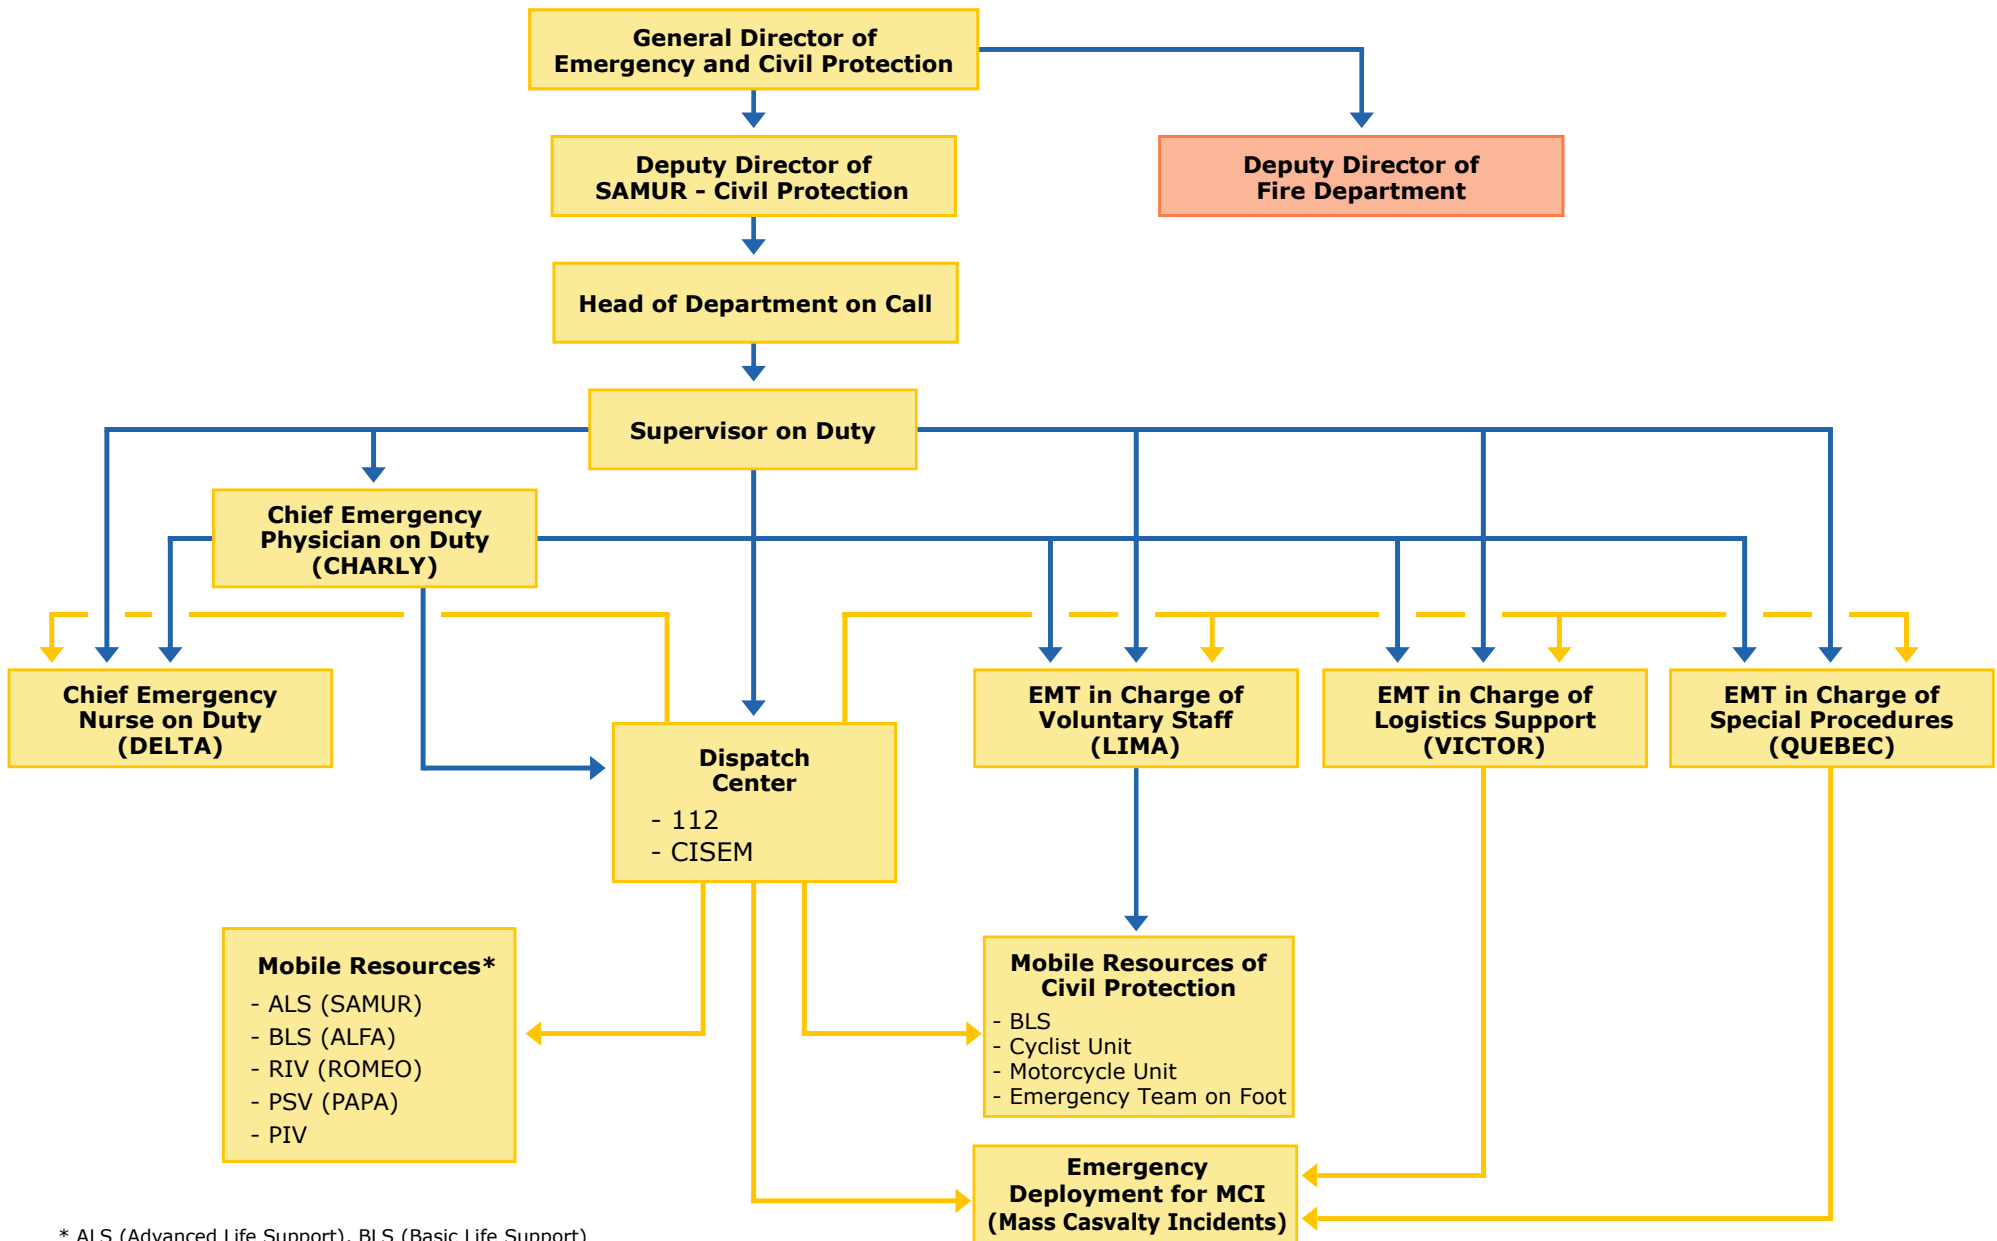 General Director of
Emergency and Civil Protection
Deputy Director of
SAMUR - Civil Protection
Deputy Director of
Fire Department
Head of Department on Call
Supervisor on Duty
Chief Emergency
Physician on Duty
(CHARLY)
Chief Emergency
Nurse on Duty
(DELTA)
Dispatch
Center
- 112
- CISEM
EMT in Charge of
Voluntary Staff
(LIMA)
EMT in Charge of
Logistics Support
(VICTOR)
EMT in Charge of
Special Procedures
(QUEBEC)
Mobile Resources*
- ALS (SAMUR)
- BLS (ALFA)
- RIV (ROMEO)
- PSV (PAPA)
- PIV
Mobile Resources of
Civil Protection
- BLS
- Cyclist Unit
- Motorcycle Unit
- Emergency Team on Foot
Emergency
Deployment for MCI
(Mass Casvalty Incidents)
* ALS (Advanced Life Support), BLS (Basic Life Support)